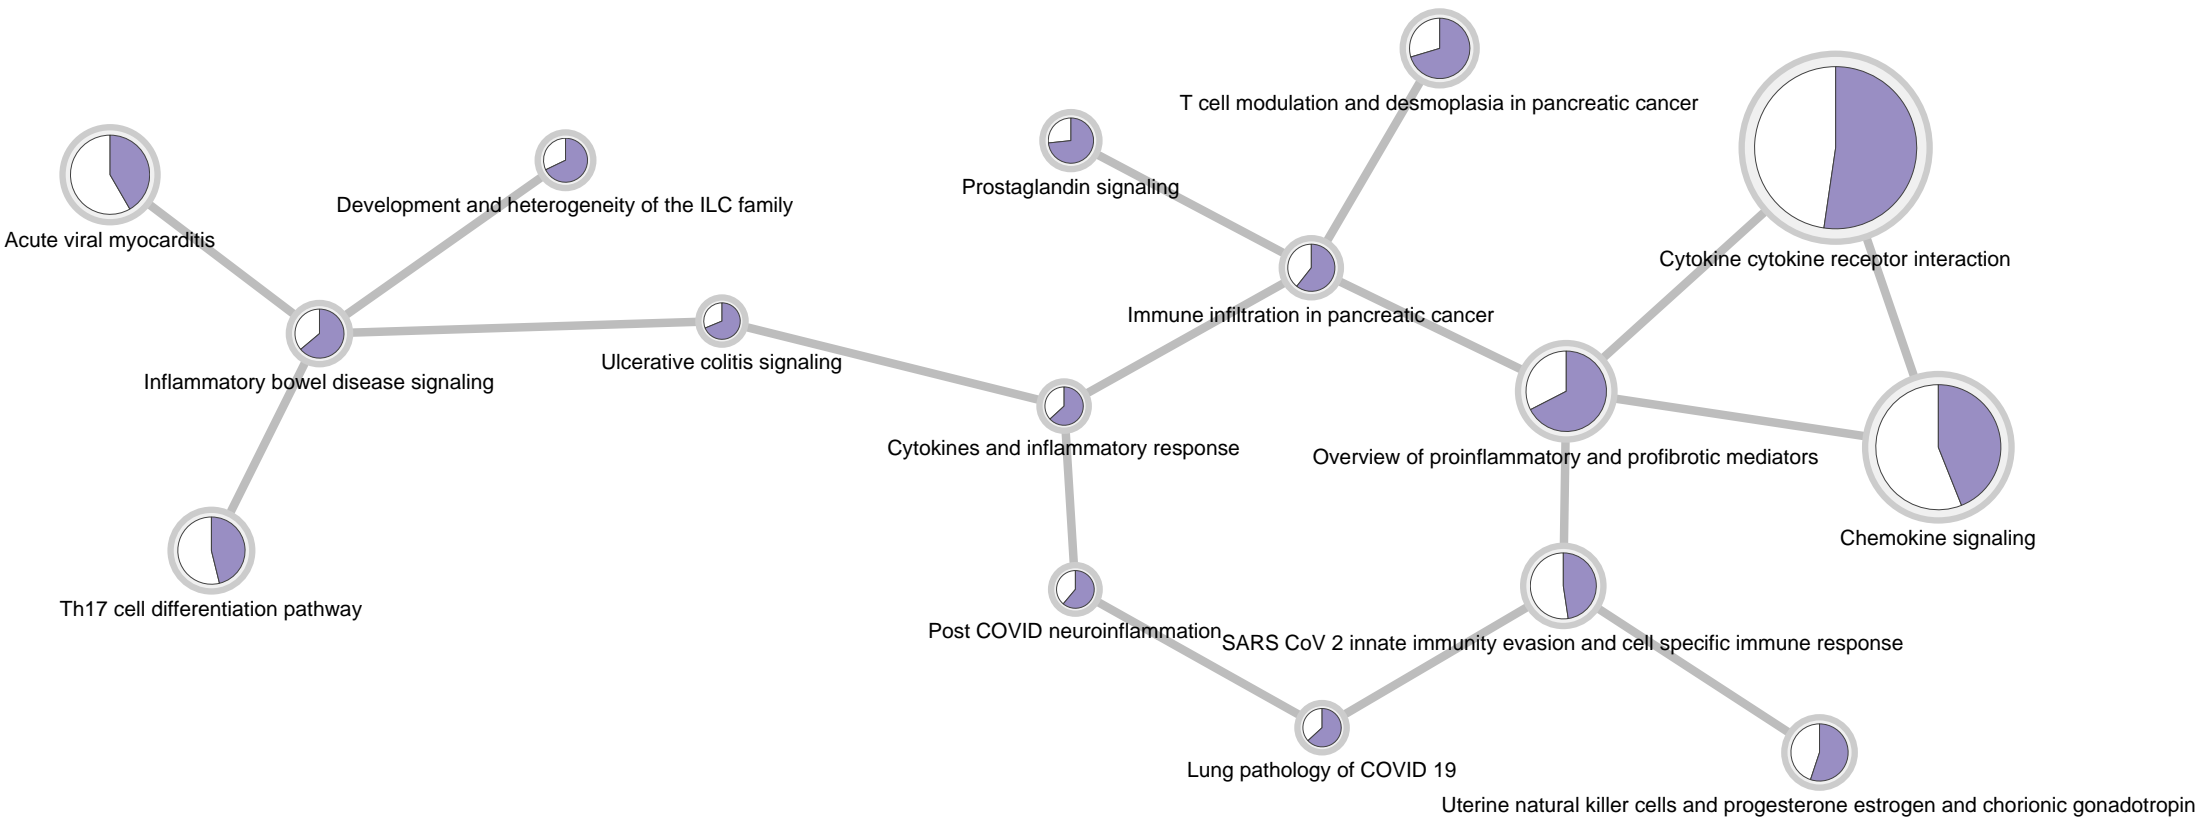 T cell modulation and desmoplasia in pancreatic cancer
Prostaglandin signaling
Development and heterogeneity of the ILC family
Acute viral myocarditis
Cytokine cytokine receptor interaction
Immune infiltration in pancreatic cancer
Ulcerative colitis signaling
Inflammatory bowel disease signaling
Cytokines and inflammatory response
Overview of proinflammatory and profibrotic mediators
Chemokine signaling
Th17 cell differentiation pathway
Post COVID neuroinflammation
SARS CoV 2 innate immunity evasion and cell specific immune response
Lung pathology of COVID 19
Uterine natural killer cells and progesterone estrogen and chorionic gonadotropin